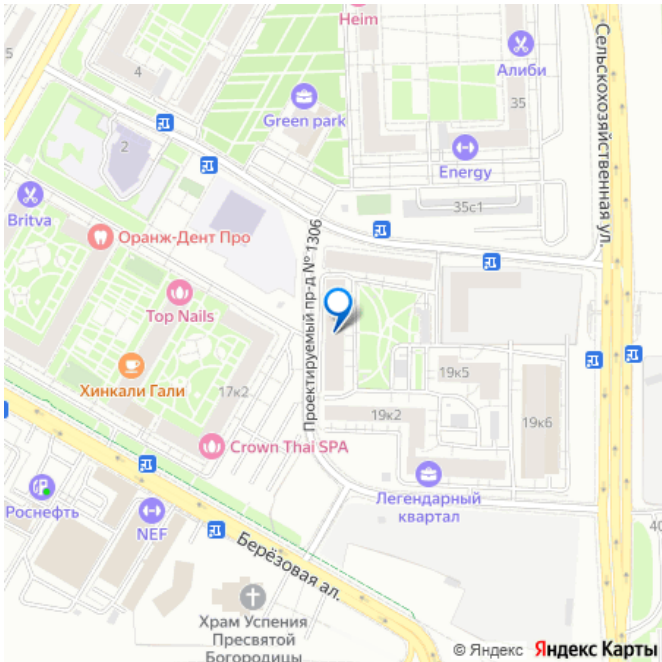 Heim
Алиби
35
Сельскохозяйственная ул.
5
4
Green park
2
Energy
35с1
Britva
Оранж-Дент Про
Проектируемый пр-д № 1306
Top Nails
Хинкали Гали
17к2
19к5
19к2
19к6
Crown Thai SPA
Роснефть
NEF
Легендарный
квартал
40
Берёзовая ал.
Храм Успения
Пресвятой
Богородицы
© Яндекс Яндекс Карты